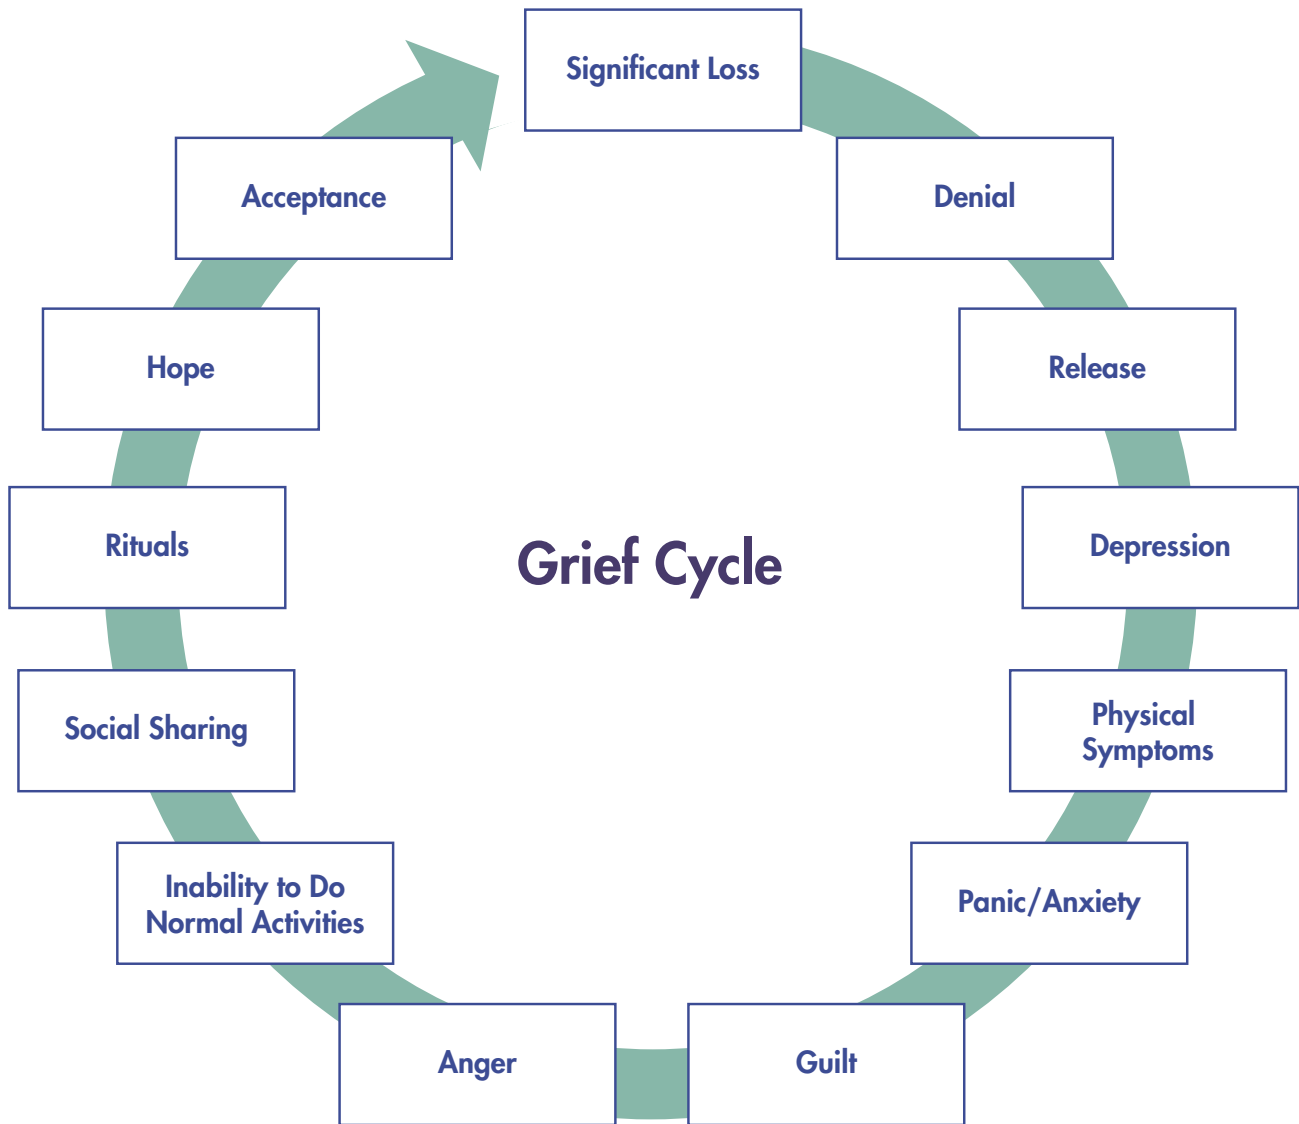 Significant Loss
Denial
Release
Depression
Physical
Symptoms
Panic/Anxiety
Guilt
Anger
Inability to Do
Normal Activities
Social Sharing
Rituals
Hope
Acceptance
Grief Cycle